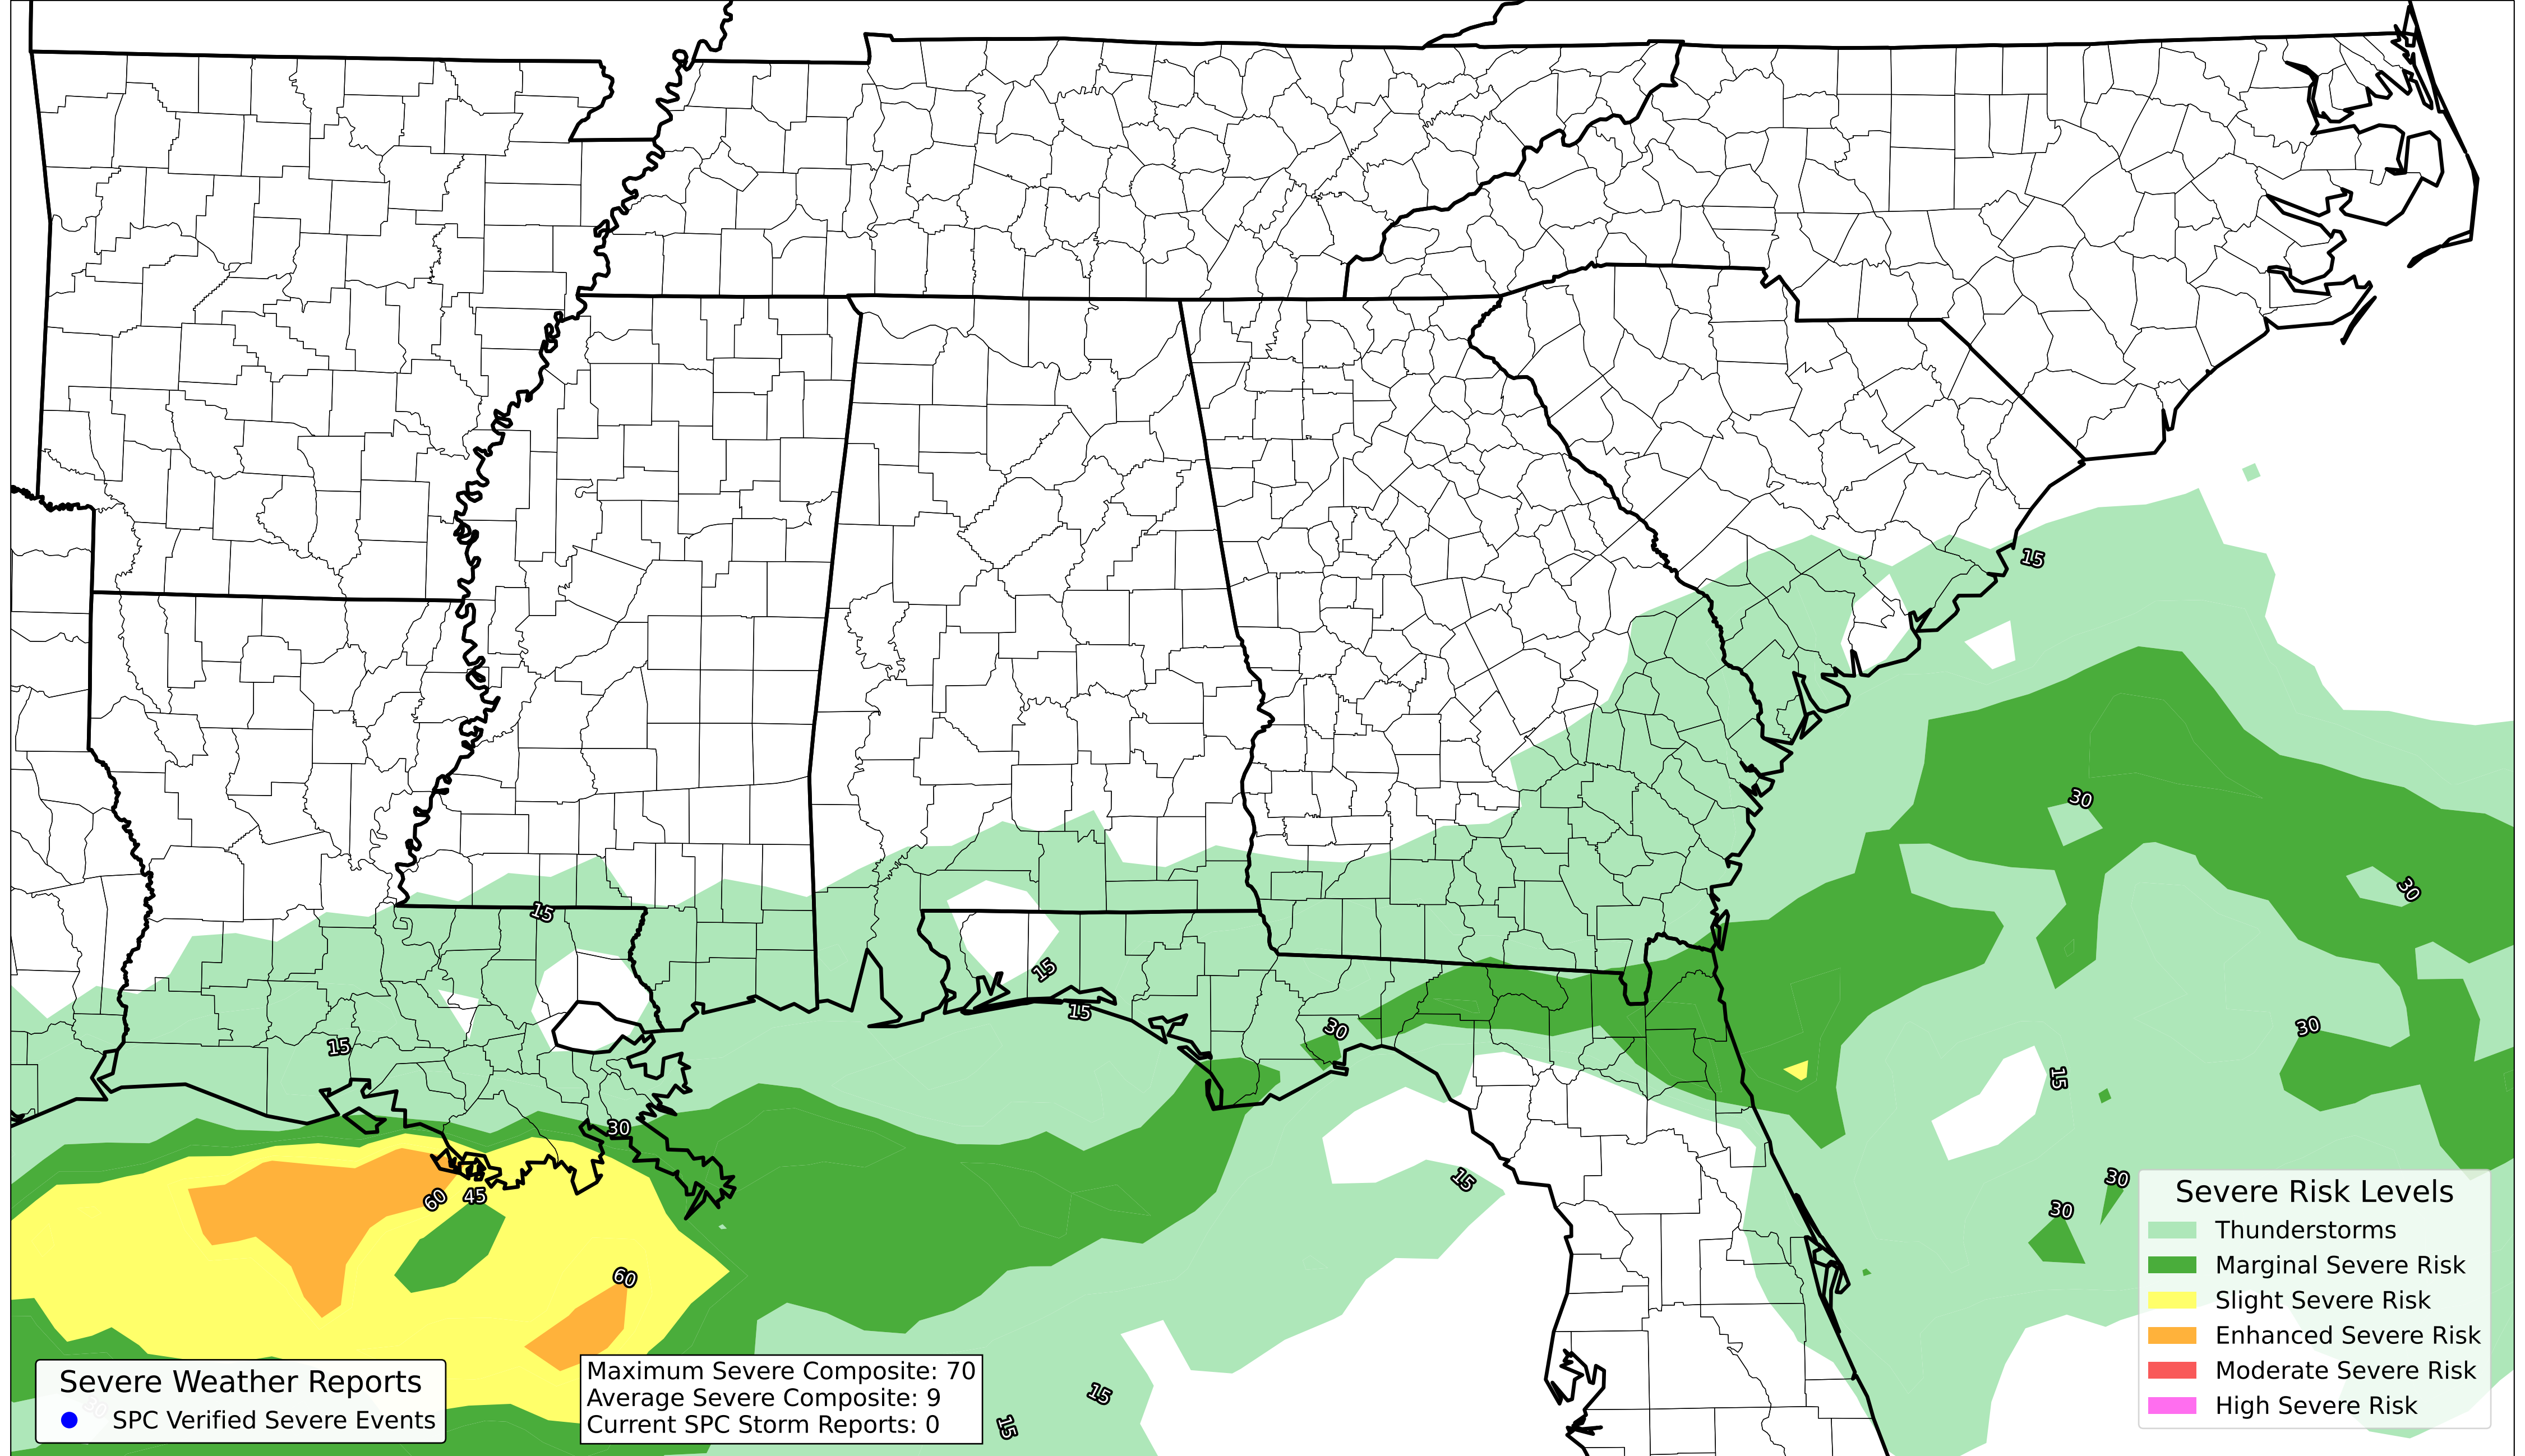 15
15
15
15
15
30
30
30
30
15
30
60
45
15
30
30
60
15
15
30
Severe Weather Reports
SPC Verified Severe Events
Maximum Severe Composite: 70
Average Severe Composite: 9
Current SPC Storm Reports: 0
Severe Risk Levels
Thunderstorms
Marginal Severe Risk
Slight Severe Risk
Enhanced Severe Risk
Moderate Severe Risk
High Severe Risk